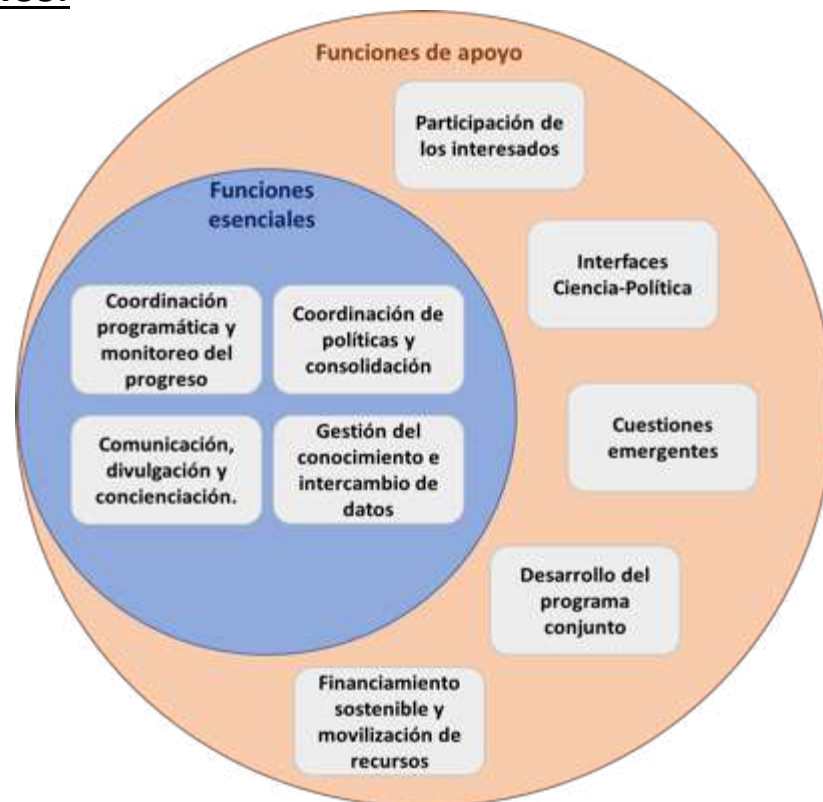 Funciones de apoyo
Participación de
los interesados
Funciones
esenciales
Interfaces
Ciencia-Política
Coordinación
programática y
monitoreo del
progreso
Coordinación de
políticas y
consolidación
Cuestiones
emergentes
Comunicación,
divulgación y
concienciación.
Gestión del
conocimiento e
intercambio de
datos
Desarrollo del
programa
conjunto
Financiamiento
sostenible y
movilización de
recursos